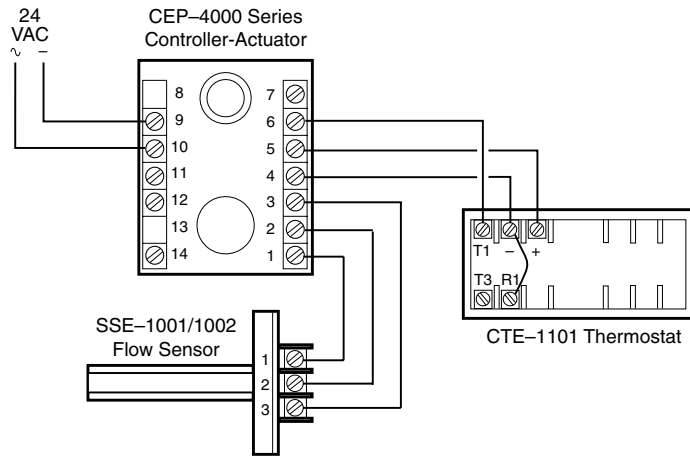 24
VAC
∿ –
CEP–4000 Series
Controller-Actuator
8 7
9 6
10 5
11 4
12 3
13 2
14 1
T1 – +
T3 R1
CTE–1101 Thermostat
SSE–1001/1002
Flow Sensor
1
2
3